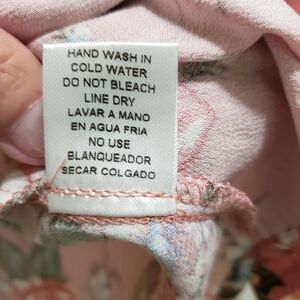 HAND WASH IN
COLD WATER
DO NOT BLEACH
LINE DRY
LAVAR A MANO
EN AGUA FRIA
NO USE
BLANQUEADOR
SECAR COLGADO